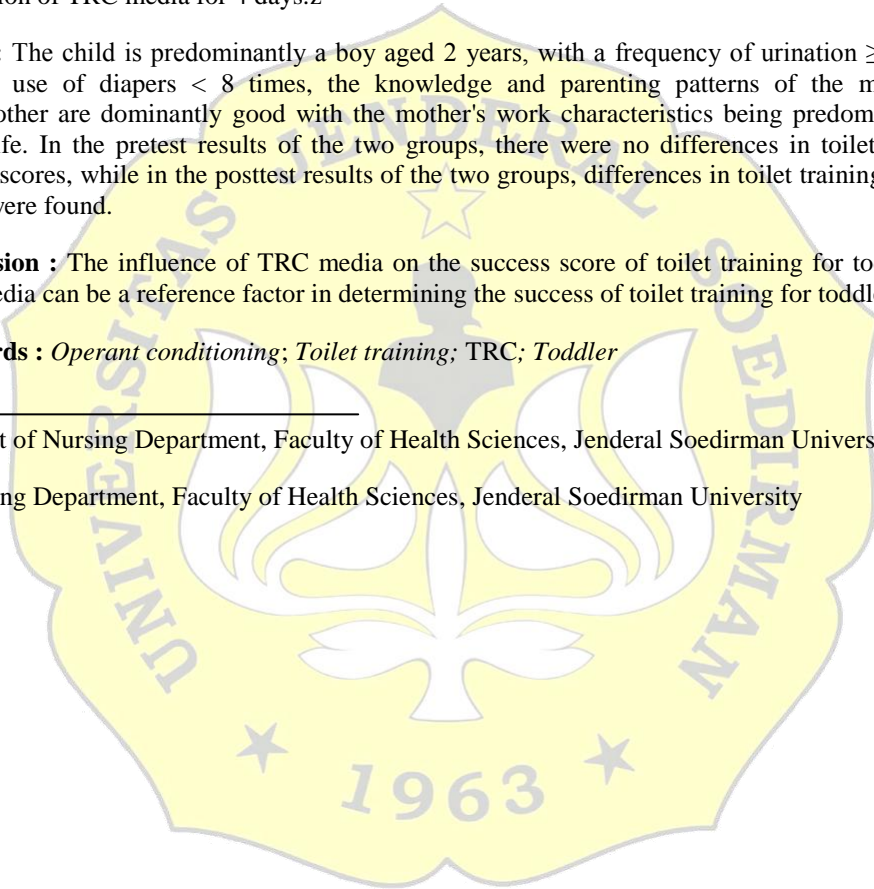 ion of TRC media for 4 days.z
: The child is predominantly a boy aged 2 years, with a frequency of urination ≥
use of diapers < 8 times, the knowledge and parenting patterns of the m
other are dominantly good with the mother's work characteristics being predom
ife. In the pretest results of the two groups, there were no differences in toilet
scores, while in the posttest results of the two groups, differences in toilet training
were found.
sion : The influence of TRC media on the success score of toilet training for to
edia can be a reference factor in determining the success of toilet training for toddle
rds : Operant conditioning; Toilet training; TRC; Toddler
t of Nursing Department, Faculty of Health Sciences, Jenderal Soedirman Univers
ng Department, Faculty of Health Sciences, Jenderal Soedirman University
UNIVERSITAS JENDERAL SOEDIRMAN
1963